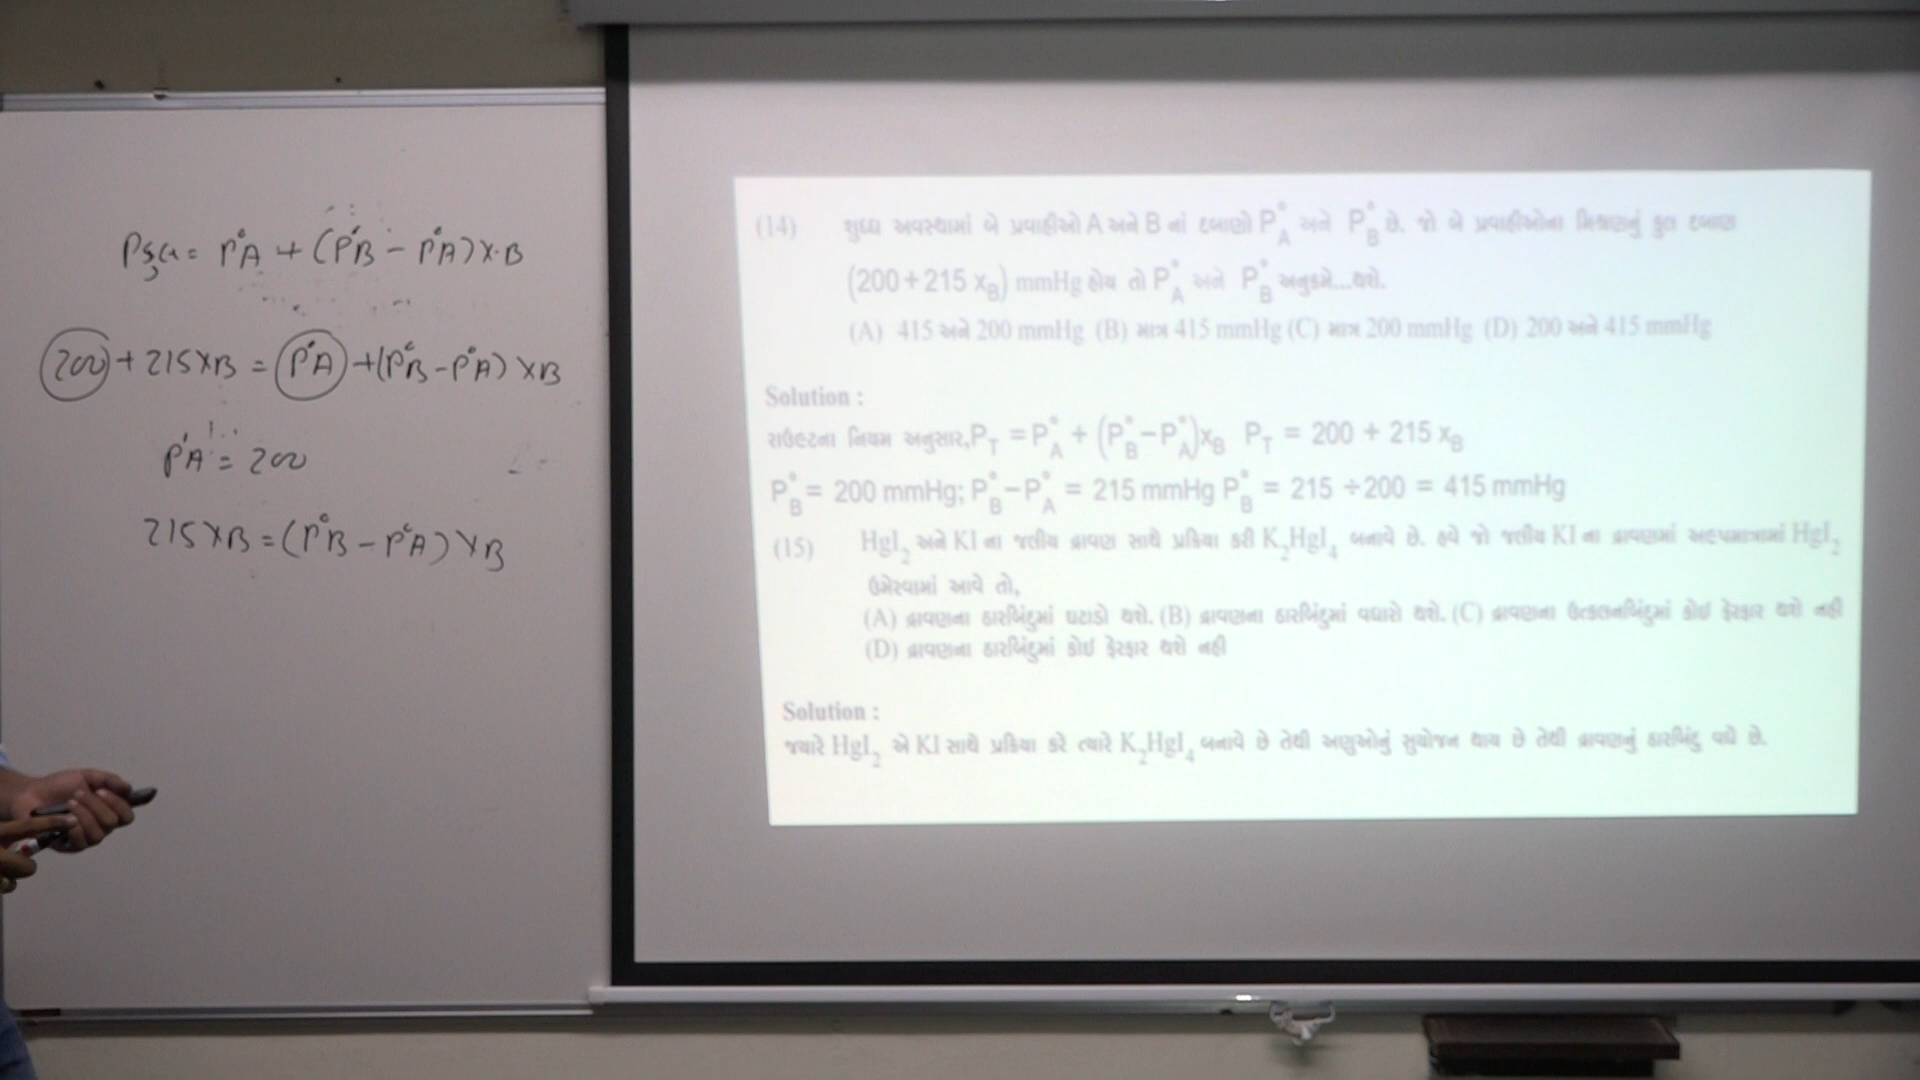 Pકુલ = P°A + (P°B - P°A) X.B
200 + 215 XB = P°A + (P°B - P°A) XB
P°A = 200
215 XB = (P°B - P°A) XB
(14) શુદ્ધ અવસ્થામાં બે પ્રવાહીઓ A અને B નાં દબાણો P°A અને P°B છે. જો બે પ્રવાહીઓના મિશ્રણનું કુલ દબાણ
(200 + 215 xB) mmHg હોય તો P°A અને P°B અનુક્રમે...થશે.
(A) 415 અને 200 mmHg (B) માત્ર 415 mmHg (C) માત્ર 200 mmHg (D) 200 અને 415 mmHg
Solution :
રાઉલ્ટના નિયમ અનુસાર, PT = P°A + (P°B - P°A) xB PT = 200 + 215 xB
P°B = 200 mmHg; P°B - P°A = 215 mmHg P°B = 215 ÷ 200 = 415 mmHg
(15) HgI2 અને KI ના જલીય દ્રાવણ સાથે પ્રક્રિયા કરી K2HgI4 બનાવે છે. હવે જો જલીય KI ના દ્રાવણમાં અલ્પમાત્રામાં HgI2
ઉમેરવામાં આવે તો,
(A) દ્રાવણના ઠારબિંદુમાં ઘટાડો થશે. (B) દ્રાવણના ઠારબિંદુમાં વધારો થશે. (C) દ્રાવણના ઉત્કલનબિંદુમાં કોઈ ફેરફાર થશે નહી
(D) દ્રાવણના ઠારબિંદુમાં કોઈ ફેરફાર થશે નહી
Solution :
જ્યારે HgI2 એ KI સાથે પ્રક્રિયા કરે ત્યારે K2HgI4 બનાવે છે તેથી અણુઓનું સુયોજન થાય છે તેથી દ્રાવણનું ઠારબિંદુ વધે છે.